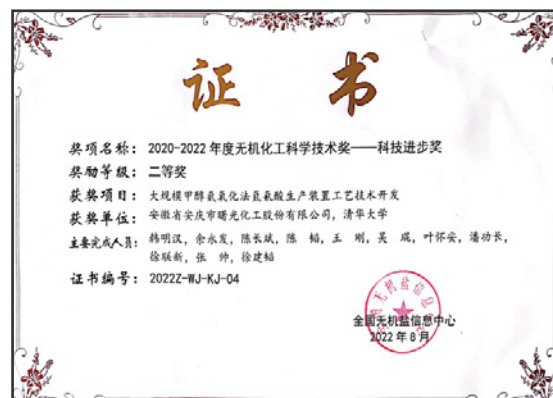 证 书
奖项名称：2020-2022年度无机化工科学技术奖——科技进步奖
奖励等级：二等奖
获奖项目：大规模甲醇氨氧化法氢氰酸生产装置工艺技术开发
获奖单位：安徽省安庆市曙光化工股份有限公司，清华大学
主要完成人员：韩明汉，余永发，陈长斌，陈 韬，王 刚，吴 琨，叶怀安，潘功长，
徐联新，张 帅，徐建韬
证书编号：2022Z-WJ-KJ-04
全国无机盐信息中心
2022年8月